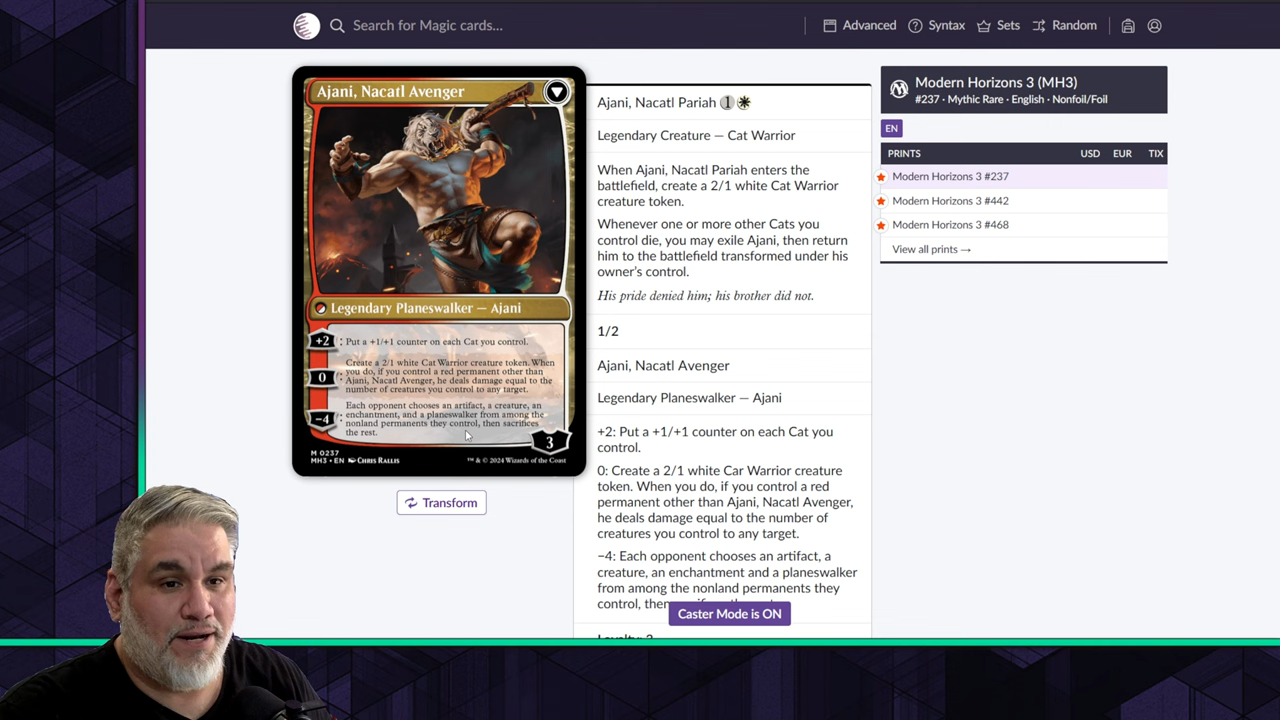 Search for Magic cards...
Advanced
Syntax
Sets
Random
Ajani, Nacatl Avenger
Legendary Planeswalker — Ajani
+2 : Put a +1/+1 counter on each Cat you control.
Create a 2/1 white Cat Warrior creature token. When
you do, if you control a red permanent other than
0 : Ajani, Nacatl Avenger, he deals damage equal to the
number of creatures you control to any target.
Each opponent chooses an artifact, a creature, an
enchantment, and a planeswalker from among the
−4 : nonland permanents they control, then sacrifices
the rest.
3
M 0237
MH3 • EN CHRIS RALLIS
™ & © 2024 Wizards of the Coast
Transform
Ajani, Nacatl Pariah 1
Legendary Creature — Cat Warrior
When Ajani, Nacatl Pariah enters the
battlefield, create a 2/1 white Cat Warrior
creature token.
Whenever one or more other Cats you
control die, you may exile Ajani, then return
him to the battlefield transformed under his
owner's control.
His pride denied him; his brother did not.
1/2
Ajani, Nacatl Avenger
Legendary Planeswalker — Ajani
+2: Put a +1/+1 counter on each Cat you
control.
0: Create a 2/1 white Car Warrior creature
token. When you do, if you control a red
permanent other than Ajani, Nacatl Avenger,
he deals damage equal to the number of
creatures you control to any target.
−4: Each opponent chooses an artifact, a
creature, an enchantment and a planeswalker
from among the nonland permanents they
control, then
Caster Mode is ON
Loyalty: 3
Modern Horizons 3 (MH3)
#237 · Mythic Rare · English · Nonfoil/Foil
EN
PRINTS USD EUR TIX
Modern Horizons 3 #237
Modern Horizons 3 #442
Modern Horizons 3 #468
View all prints →